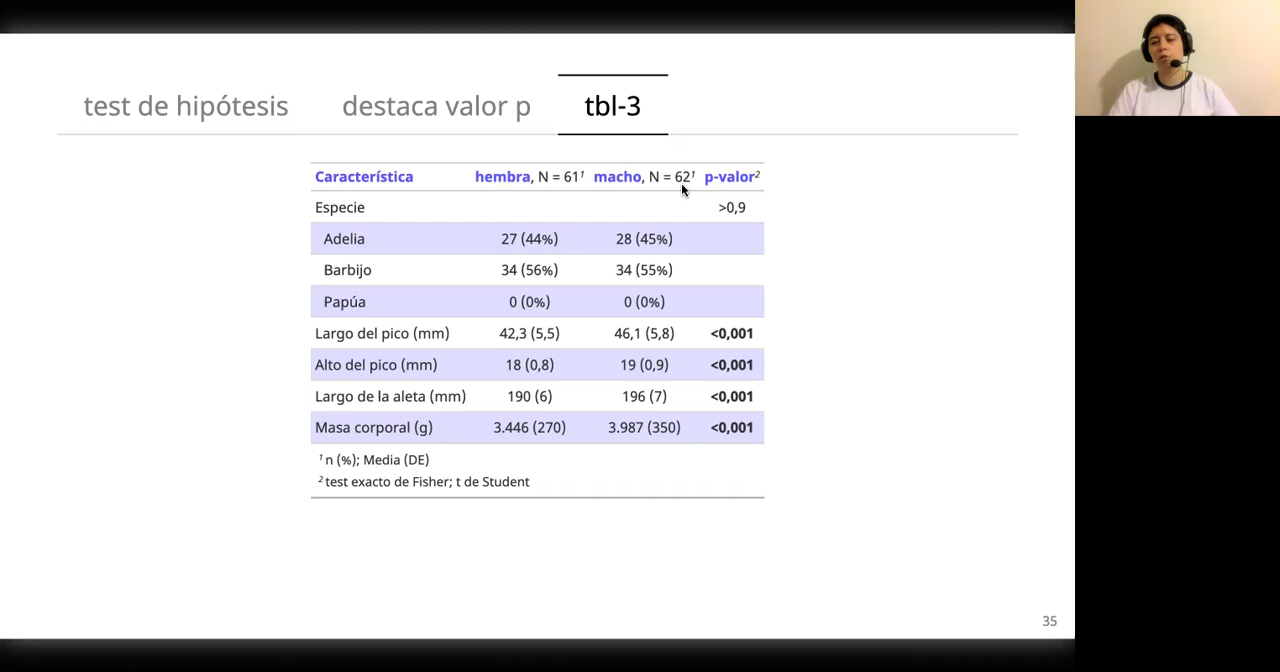 test de hipótesis destaca valor p tbl-3
Característica hembra, N = 61¹ macho, N = 62¹ p-valor²
Especie >0,9
Adelia 27 (44%) 28 (45%)
Barbijo 34 (56%) 34 (55%)
Papúa 0 (0%) 0 (0%)
Largo del pico (mm) 42,3 (5,5) 46,1 (5,8) <0,001
Alto del pico (mm) 18 (0,8) 19 (0,9) <0,001
Largo de la aleta (mm) 190 (6) 196 (7) <0,001
Masa corporal (g) 3.446 (270) 3.987 (350) <0,001
¹ n (%); Media (DE)
² test exacto de Fisher; t de Student
35